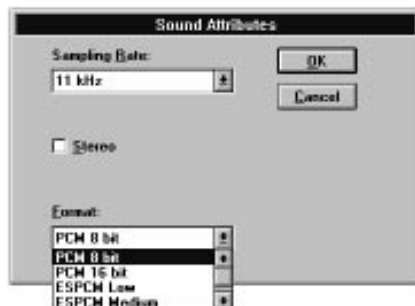 Sound Attributes
Sampling Rate:
OK
11 kHz
Cancel
Stereo
Format:
PCM 8 bit
PCM 8 bit
PCM 16 bit
ESPCM Low
ESPCM Medium